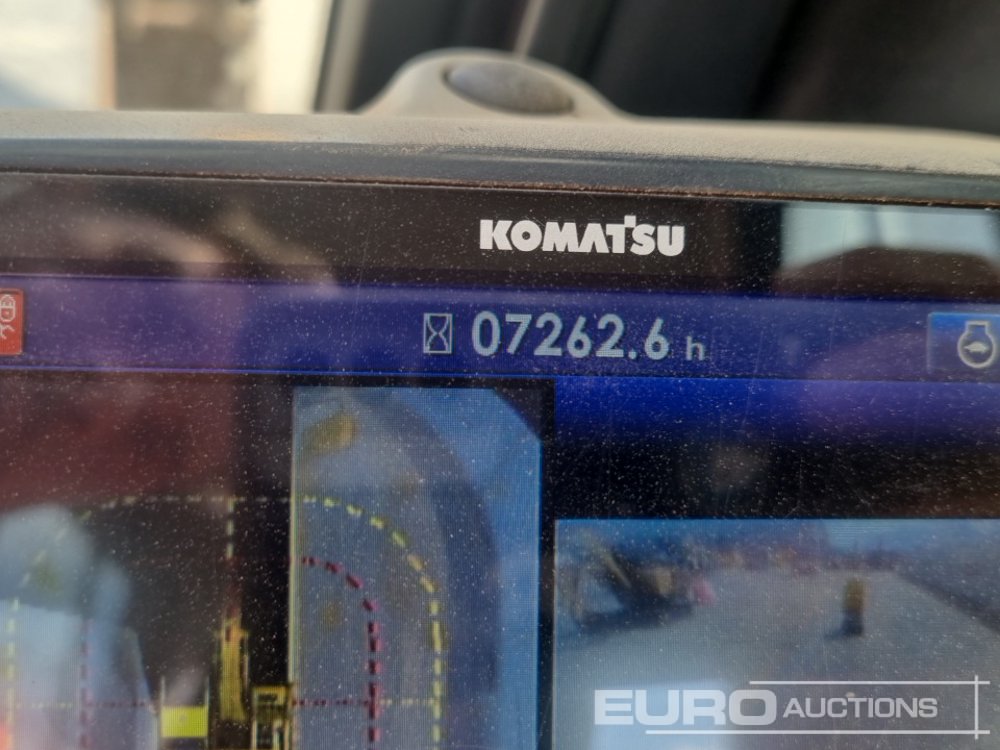 KOMATSU
07262.6 h
EURO AUCTIONS